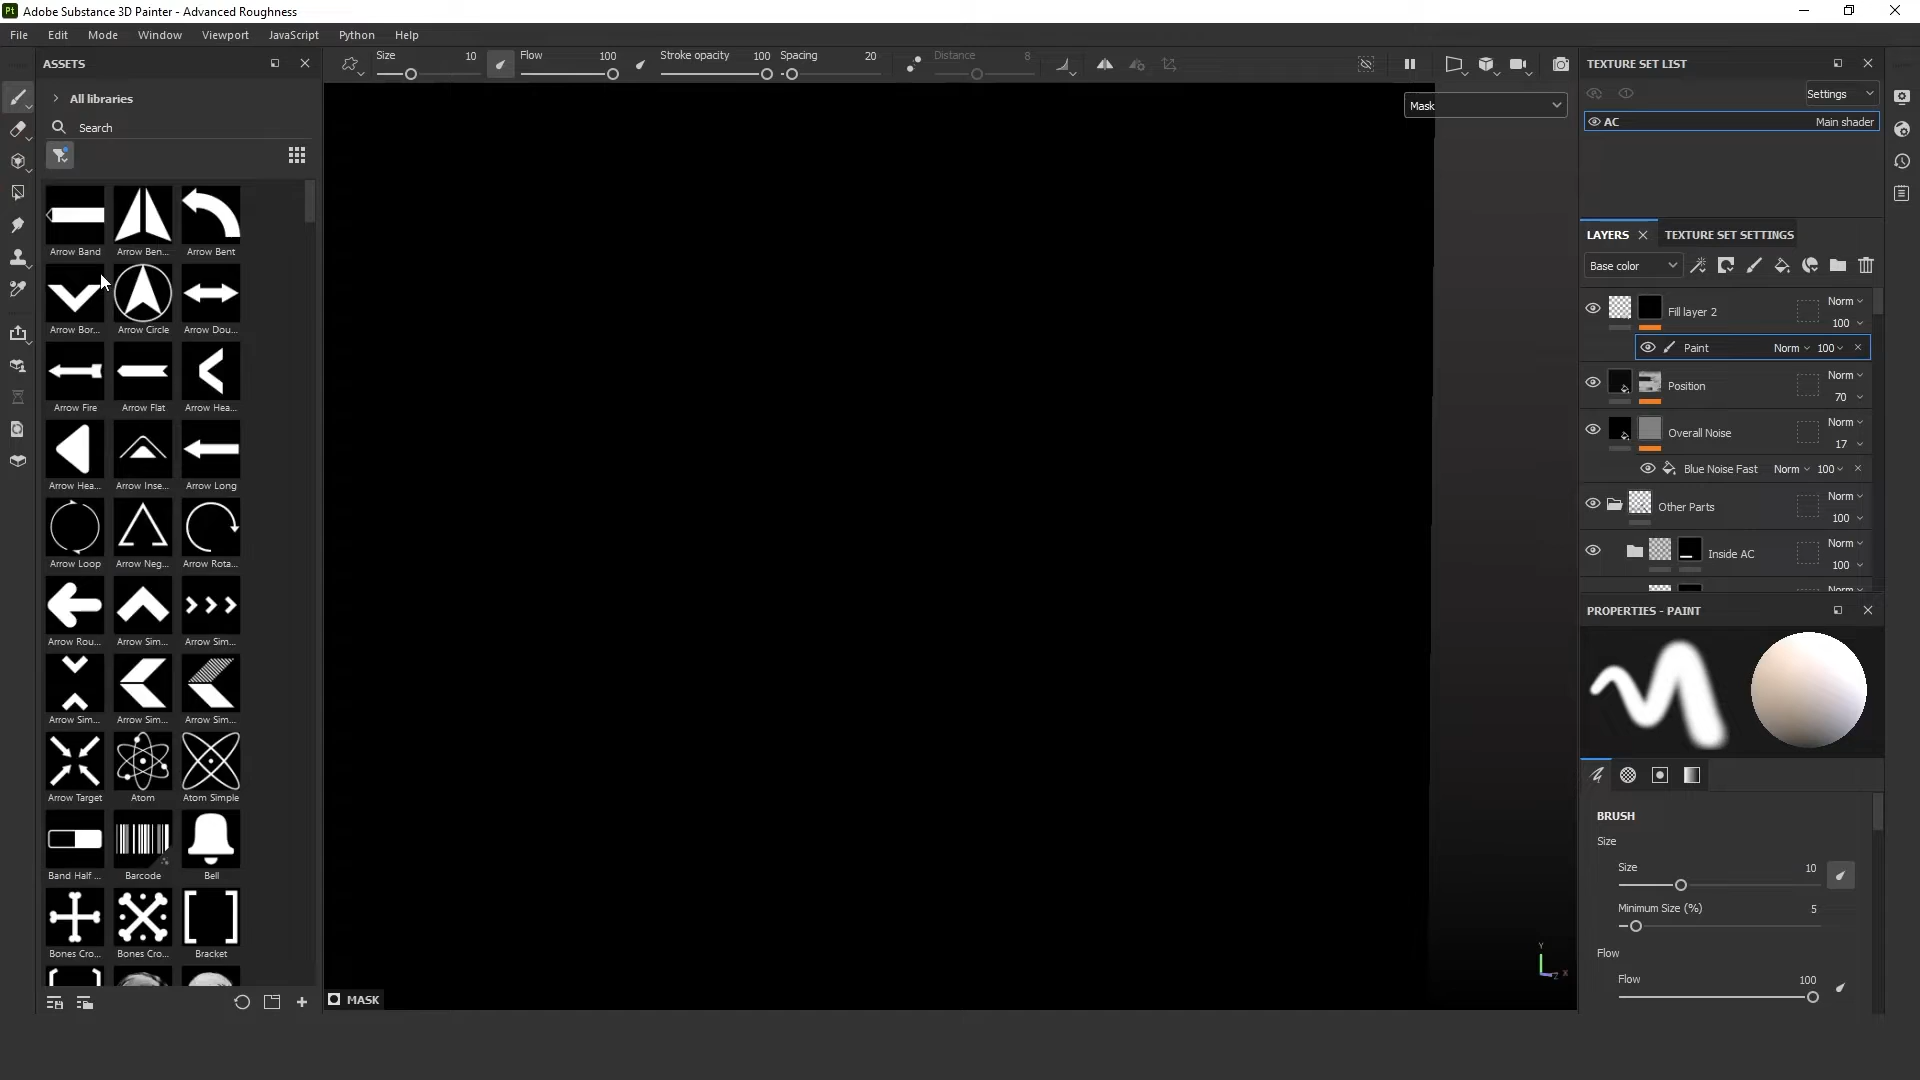 Pt Adobe Substance 3D Painter - Advanced Roughness
File Edit Mode Window Viewport JavaScript Python Help
ASSETS
All libraries
Search
Arrow Band Arrow Ben... Arrow Bent
Arrow Bor... Arrow Circle Arrow Dou...
Arrow Fire Arrow Flat Arrow Hea...
Arrow Hea... Arrow Inse... Arrow Long
Arrow Loop Arrow Neg... Arrow Rota...
Arrow Rou... Arrow Sim... Arrow Sim...
Arrow Sim... Arrow Sim... Arrow Sim...
Arrow Target Atom Atom Simple
Band Half ... Barcode Bell
Bones Cro... Bones Cro... Bracket
Size 10 Flow 100 Stroke opacity 100 Spacing 20 Distance 8
Mask
MASK
Y
Z X
TEXTURE SET LIST
Settings
AC Main shader
LAYERS TEXTURE SET SETTINGS
Base color
Fill layer 2 Norm 100
Paint Norm 100
Position Norm 70
Overall Noise Norm 17
Blue Noise Fast Norm 100
Other Parts Norm 100
Inside AC Norm 100
Norm
PROPERTIES - PAINT
BRUSH
Size
Size 10
Minimum Size (%) 5
Flow
Flow 100